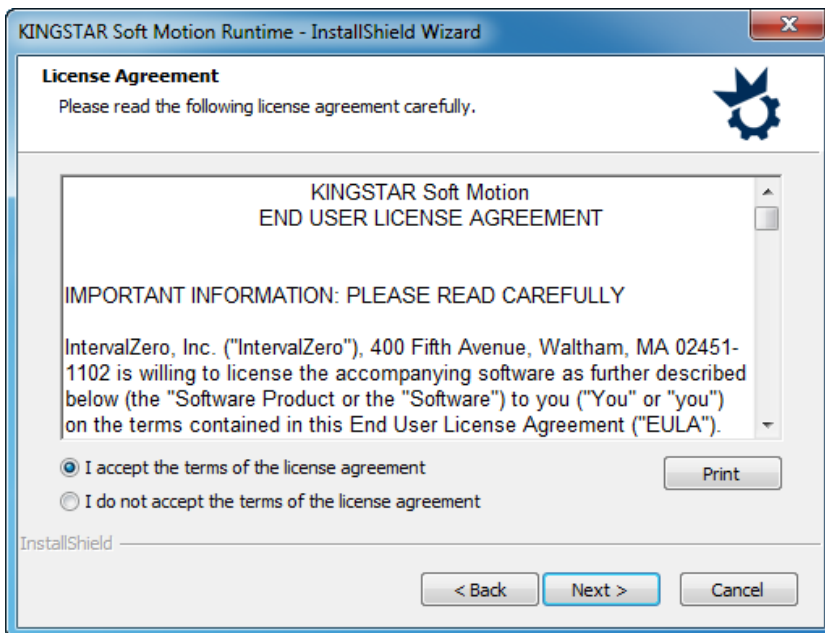 KINGSTAR Soft Motion Runtime - InstallShield Wizard
License Agreement
Please read the following license agreement carefully.
KINGSTAR Soft Motion
END USER LICENSE AGREEMENT
IMPORTANT INFORMATION: PLEASE READ CAREFULLY
IntervalZero, Inc. ("IntervalZero"), 400 Fifth Avenue, Waltham, MA 02451-
1102 is willing to license the accompanying software as further described
below (the "Software Product or the "Software") to you ("You" or "you")
on the terms contained in this End User License Agreement ("EULA").
I accept the terms of the license agreement
Print
I do not accept the terms of the license agreement
InstallShield
< Back Next > Cancel